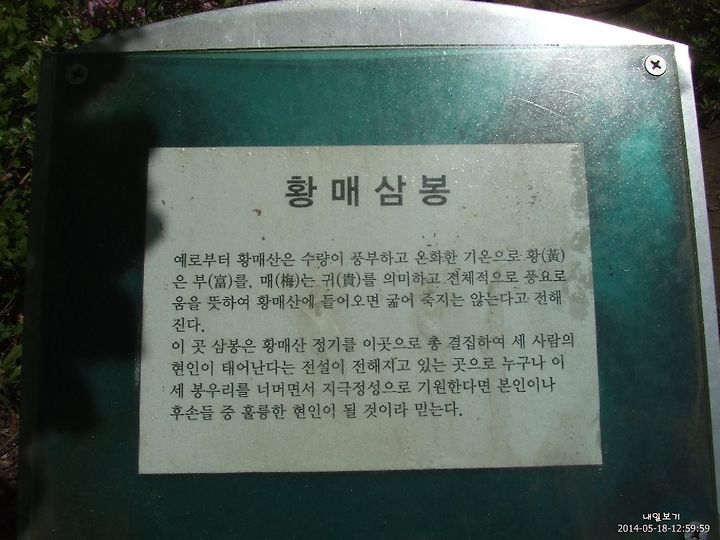 황매삼봉
예로부터 황매산은 수량이 풍부하고 온화한 기온으로 황(黃)
은 부(富)를, 매(梅)는 귀(貴)를 의미하고 전체적으로 풍요로
움을 뜻하여 황매산에 들어오면 굶어 죽지는 않는다고 전해
진다.
이 곳 삼봉은 황매산 정기를 이곳으로 총 결집하여 세 사람의
현인이 태어난다는 전설이 전해지고 있는 곳으로 누구나 이
세 봉우리를 너머면서 지극정성으로 기원한다면 본인이나
후손들 중 훌륭한 현인이 될 것이라 믿는다.
내일보기
2014-05-18-12:59:59